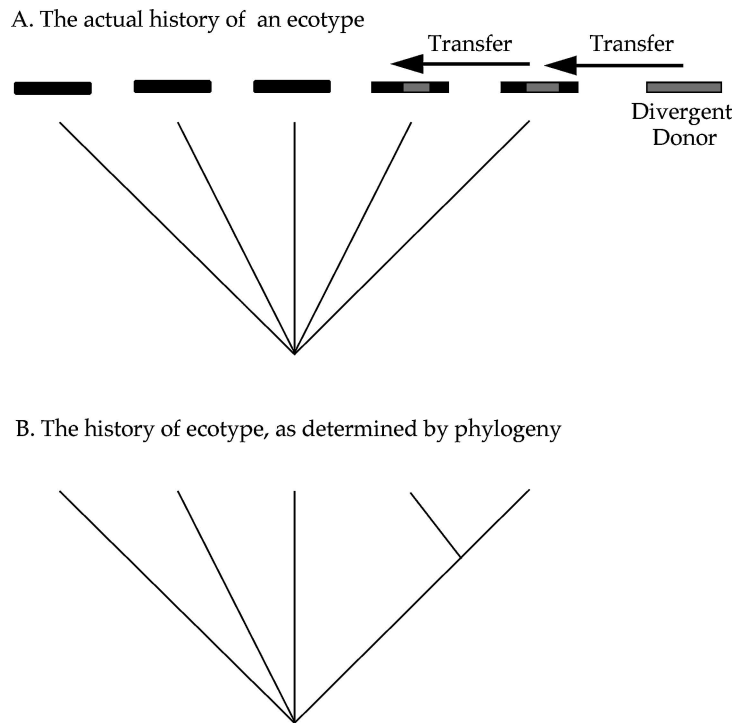 A. The actual history of an ecotype
Transfer
Transfer
Divergent
Donor
B. The history of ecotype, as determined by phylogeny